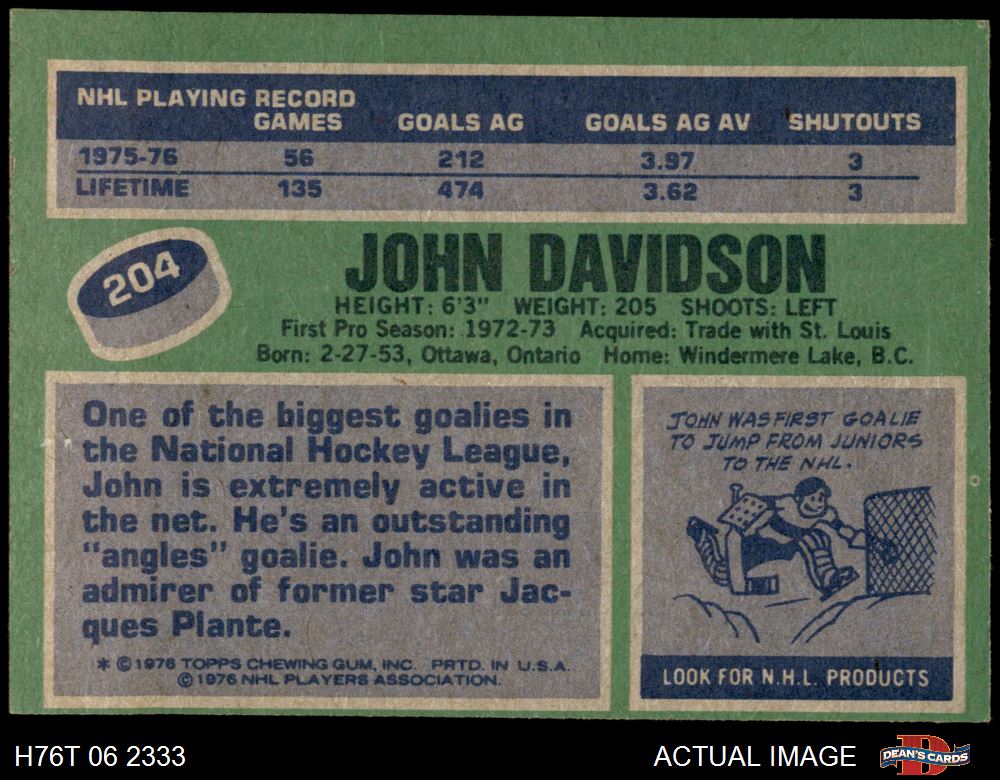 NHL PLAYING RECORD
GAMES GOALS AG GOALS AG AV SHUTOUTS
1975-76 56 212 3.97 3
LIFETIME 135 474 3.62 3
204
JOHN DAVIDSON
HEIGHT: 6'3" WEIGHT: 205 SHOOTS: LEFT
First Pro Season: 1972-73 Acquired: Trade with St. Louis
Born: 2-27-53, Ottawa, Ontario Home: Windermere Lake, B.C.
One of the biggest goalies in
the National Hockey League,
John is extremely active in
the net. He's an outstanding
"angles" goalie. John was an
admirer of former star Jac-
ques Plante.
* © 1976 TOPPS CHEWING GUM, INC. PRTD. IN U.S.A.
© 1976 NHL PLAYERS ASSOCIATION.
JOHN WAS FIRST GOALIE
TO JUMP FROM JUNIORS
TO THE NHL.
LOOK FOR N.H.L. PRODUCTS
H76T 06 2333 ACTUAL IMAGE DEAN'S CARDS